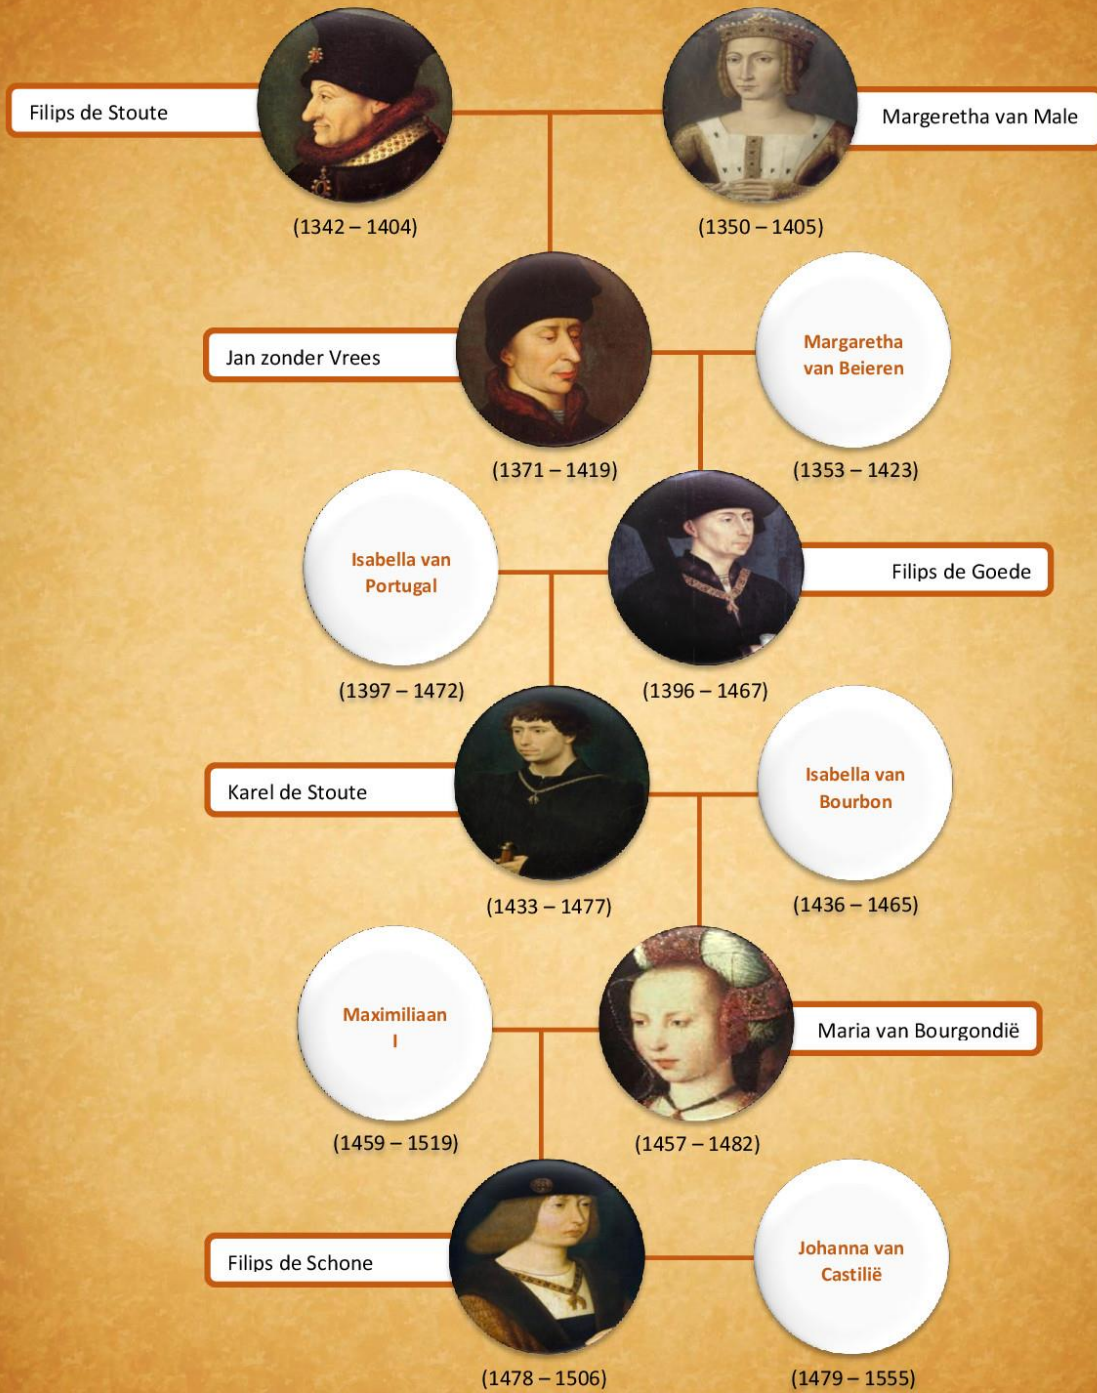 Filips de Stoute
Margeretha van Male
(1342 – 1404)
(1350 – 1405)
Jan zonder Vrees
Margaretha
van Beieren
(1371 – 1419)
(1353 – 1423)
Isabella van
Portugal
Filips de Goede
(1397 – 1472)
(1396 – 1467)
Karel de Stoute
Isabella van
Bourbon
(1433 – 1477)
(1436 – 1465)
Maximiliaan
I
Maria van Bourgondië
(1459 – 1519)
(1457 – 1482)
Filips de Schone
Johanna van
Castilië
(1478 – 1506)
(1479 – 1555)